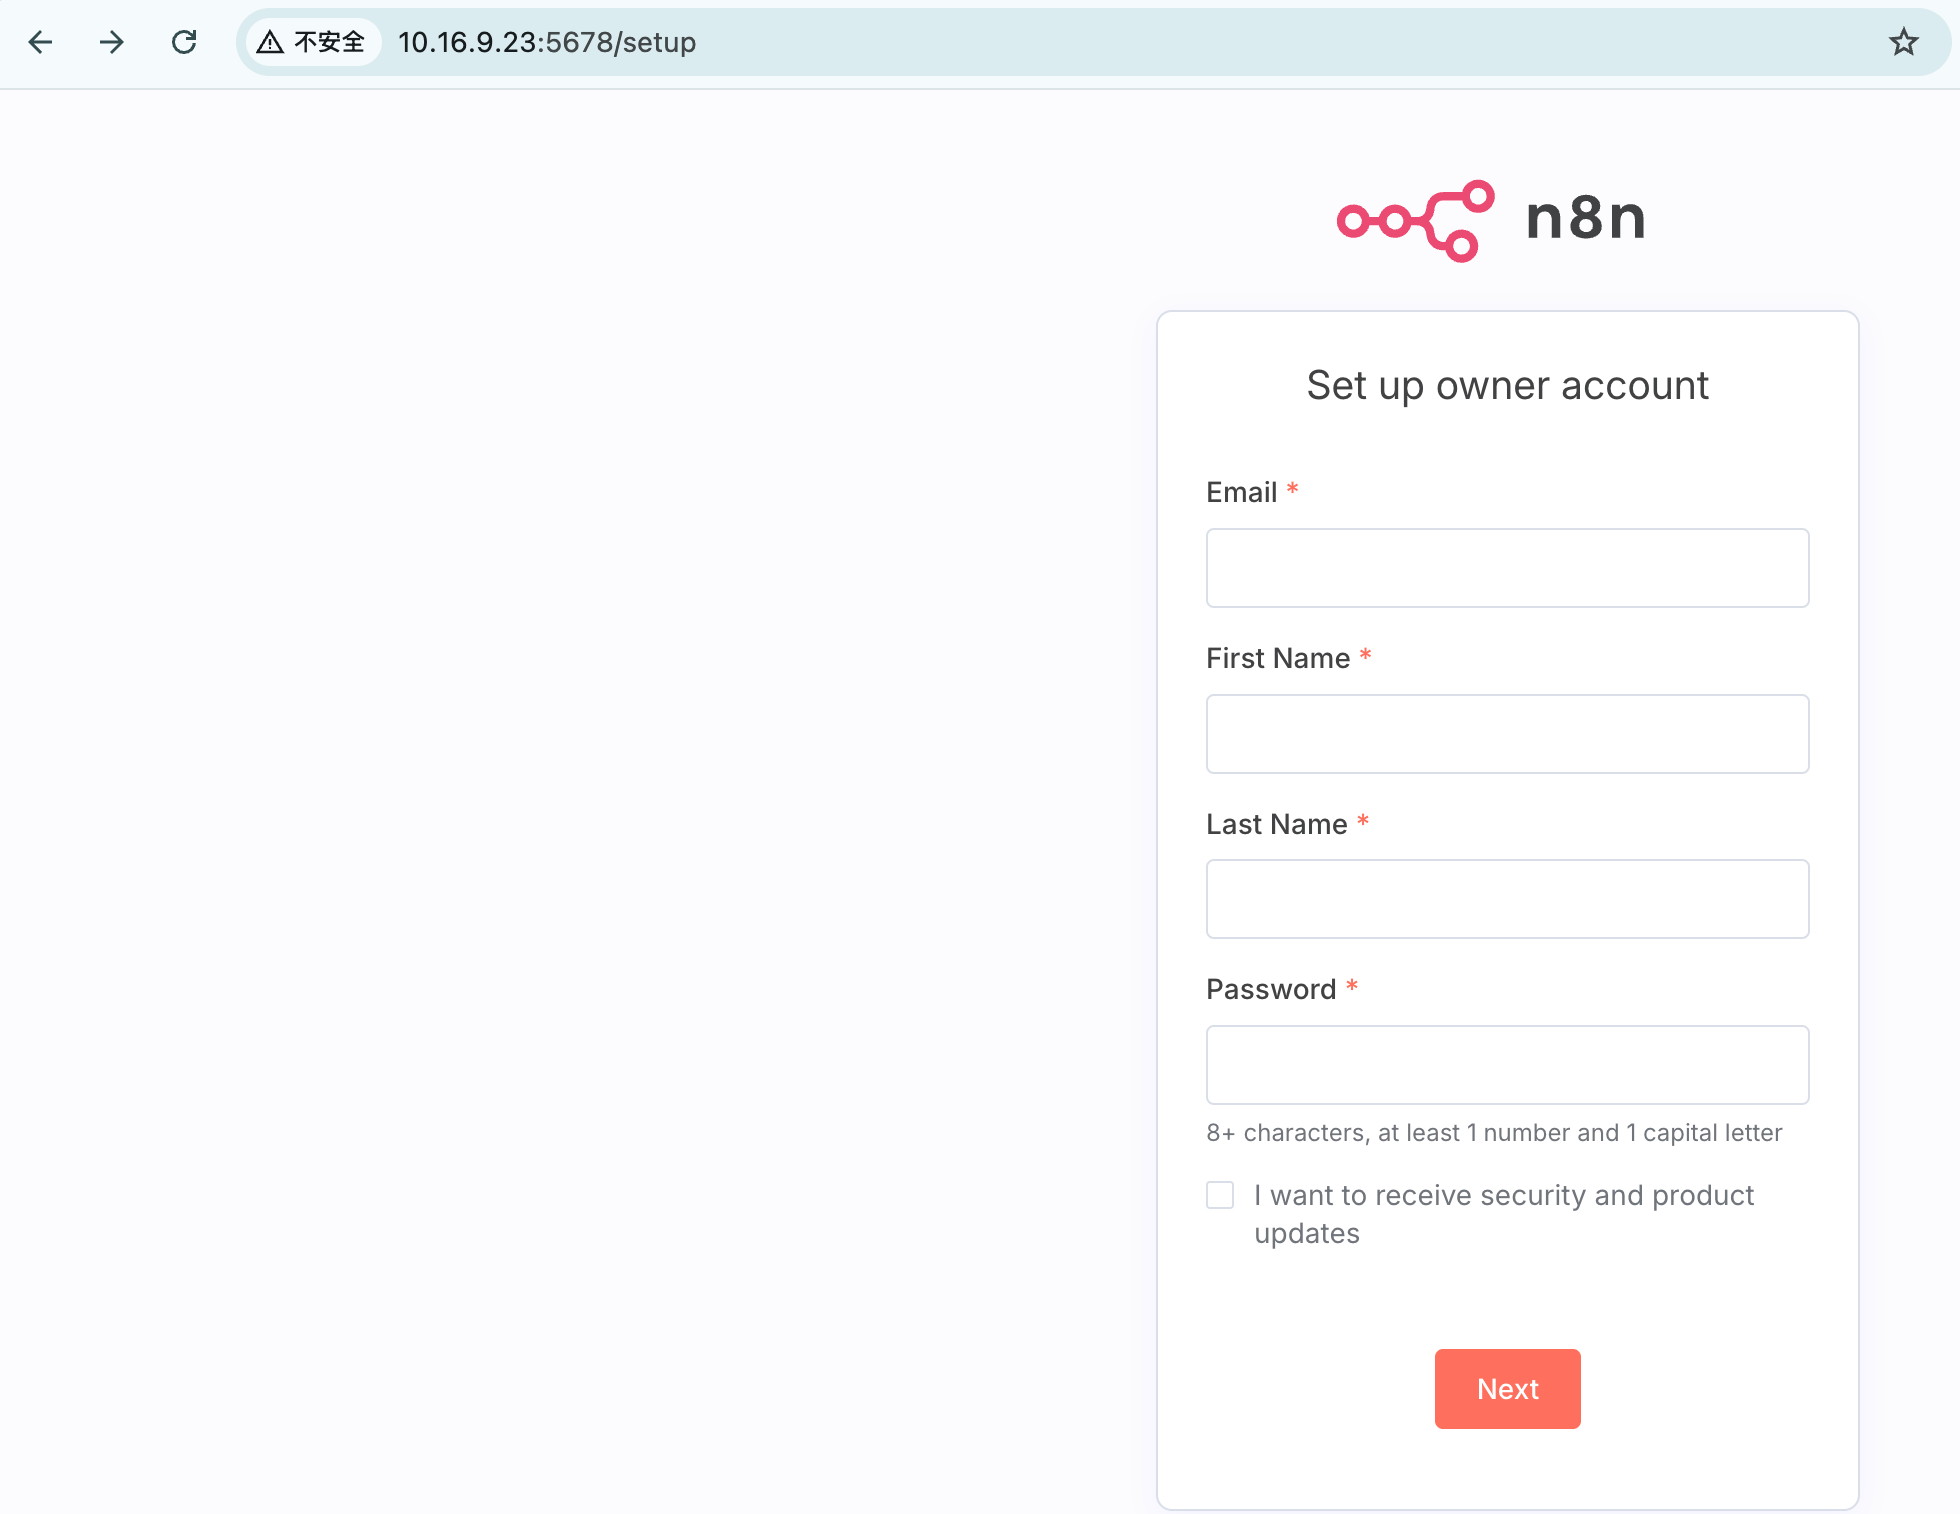 不安全 10.16.9.23:5678/setup
n8n
Set up owner account
Email *
First Name *
Last Name *
Password *
8+ characters, at least 1 number and 1 capital letter
I want to receive security and product
updates
Next